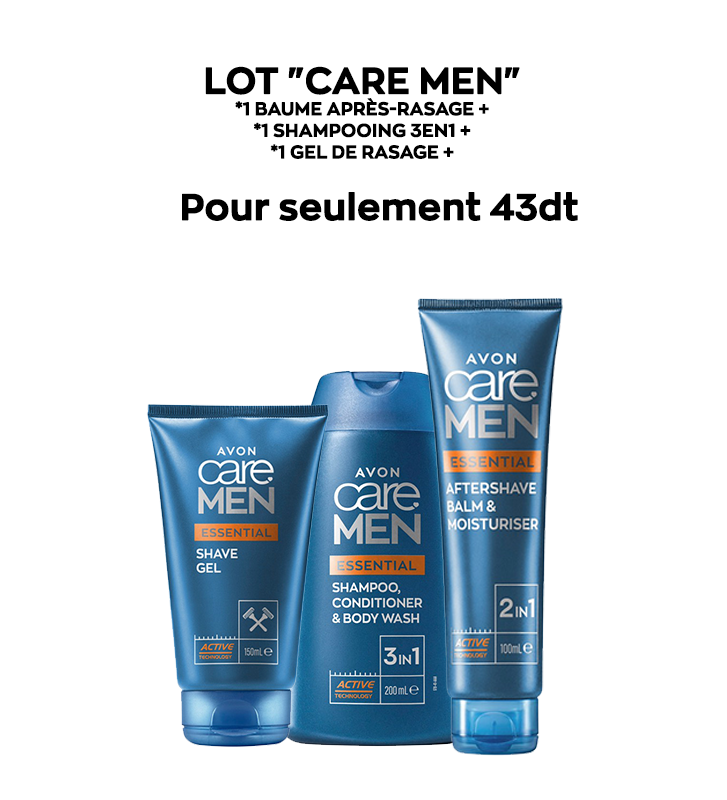 LOT "CARE MEN"
*1 BAUME APRÈS-RASAGE +
*1 SHAMPOOING 3EN1 +
*1 GEL DE RASAGE +
Pour seulement 43dt
AVON
care
MEN
ESSENTIAL
SHAVE
GEL
ACTIVE
TECHNOLOGY
150mL℮
AVON
care
MEN
ESSENTIAL
SHAMPOO,
CONDITIONER
& BODY WASH
3IN1
ACTIVE
TECHNOLOGY
200mL℮
AVON
care
MEN
ESSENTIAL
AFTERSHAVE
BALM &
MOISTURISER
2IN1
ACTIVE
TECHNOLOGY
100mL℮